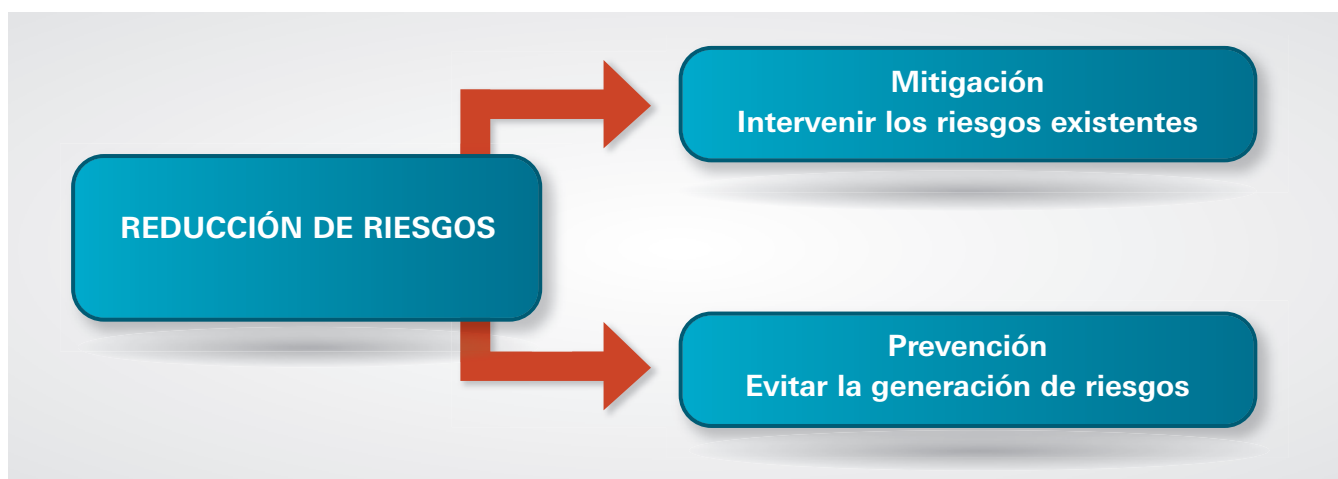 REDUCCIÓN DE RIESGOS
Mitigación
Intervenir los riesgos existentes
Prevención
Evitar la generación de riesgos